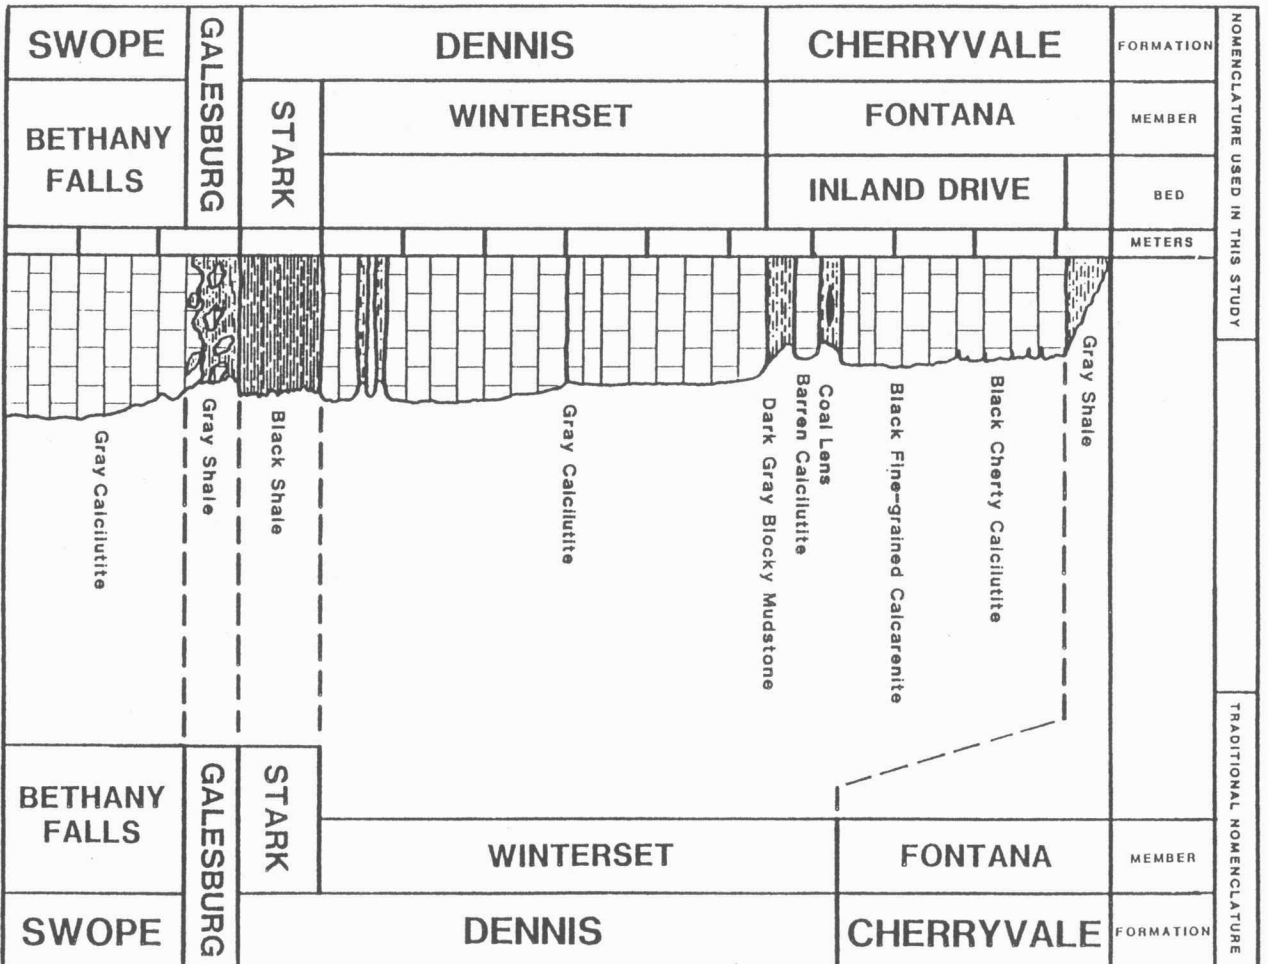 SWOPE
GALESBURG
DENNIS
CHERRYVALE
FORMATION
NOMENCLATURE USED IN THIS STUDY
BETHANY
FALLS
STARK
WINTERSET
FONTANA
MEMBER
INLAND DRIVE
BED
METERS
Gray Calcilutite
Gray Shale
Black Shale
Gray Calcilutite
Dark Gray Blocky Mudstone
Barren Calcilutite
Coal Lens
Black Fine-grained Calcarenite
Black Cherty Calcilutite
Gray Shale
TRADITIONAL NOMENCLATURE
BETHANY
FALLS
GALESBURG
STARK
WINTERSET
FONTANA
MEMBER
SWOPE
DENNIS
CHERRYVALE
FORMATION